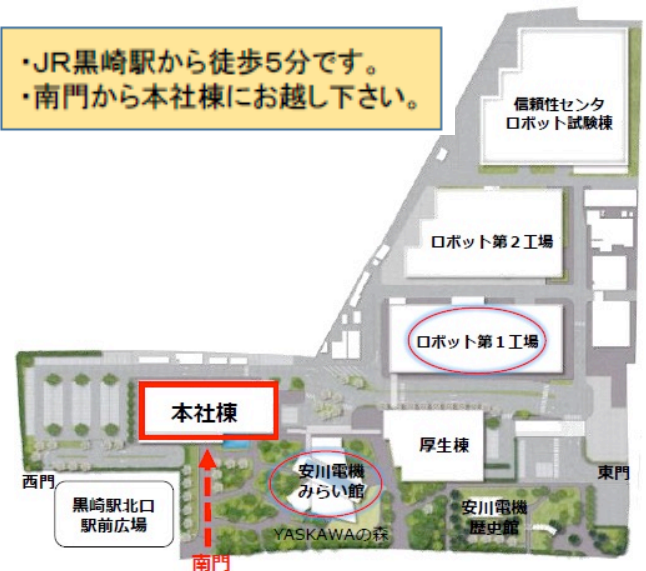 ・JR黒崎駅から徒歩5分です。
・南門から本社棟にお越し下さい。
信頼性センタ
ロボット試験棟
ロボット第2工場
ロボット第1工場
本社棟
厚生棟
西門
安川電機
みらい館
東門
黒崎駅北口
駅前広場
安川電機
歴史館
YASKAWAの森
南門